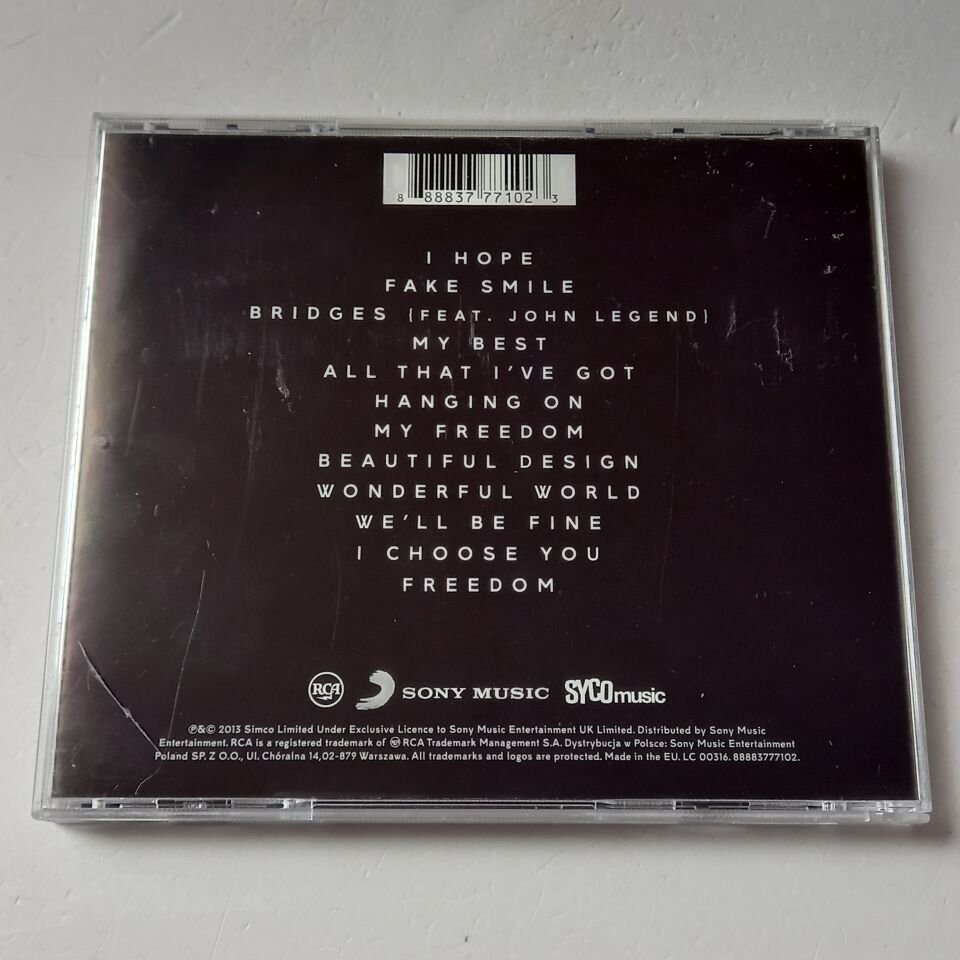 8 88837 77102 3
I HOPE
FAKE SMILE
BRIDGES {FEAT. JOHN LEGEND}
MY BEST
ALL THAT I'VE GOT
HANGING ON
MY FREEDOM
BEAUTIFUL DESIGN
WONDERFUL WORLD
WE'LL BE FINE
I CHOOSE YOU
FREEDOM
RCA SONY MUSIC SYCOmusic
℗&© 2013 Simco Limited Under Exclusive Licence to Sony Music Entertainment UK Limited. Distributed by Sony Music
Entertainment. RCA is a registered trademark of ® RCA Trademark Management S.A. Dystrybucja w Polsce: Sony Music Entertainment
Poland SP. Z O.O., Ul. Chóralna 14,02-879 Warszawa. All trademarks and logos are protected. Made in the EU. LC 00316. 88883777102.